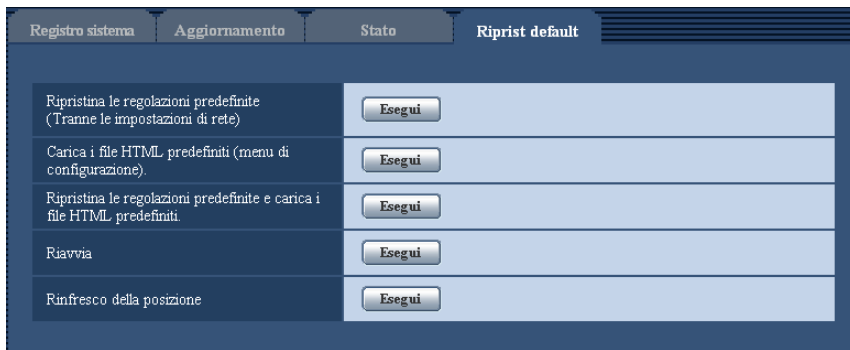 Registro sistema
Aggiornamento
Stato
Riprist default
Ripristina le regolazioni predefinite
(Tranne le impostazioni di rete)
Esegui
Carica i file HTML predefiniti (menu di
configurazione).
Esegui
Ripristina le regolazioni predefinite e carica i
file HTML predefiniti.
Esegui
Riavvia
Esegui
Rinfresco della posizione
Esegui